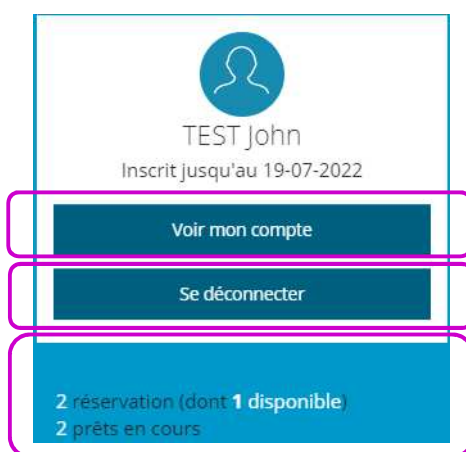 TEST John
Inscrit jusqu'au 19-07-2022
Voir mon compte
Se déconnecter
2 réservation (dont 1 disponible)
2 prêts en cours